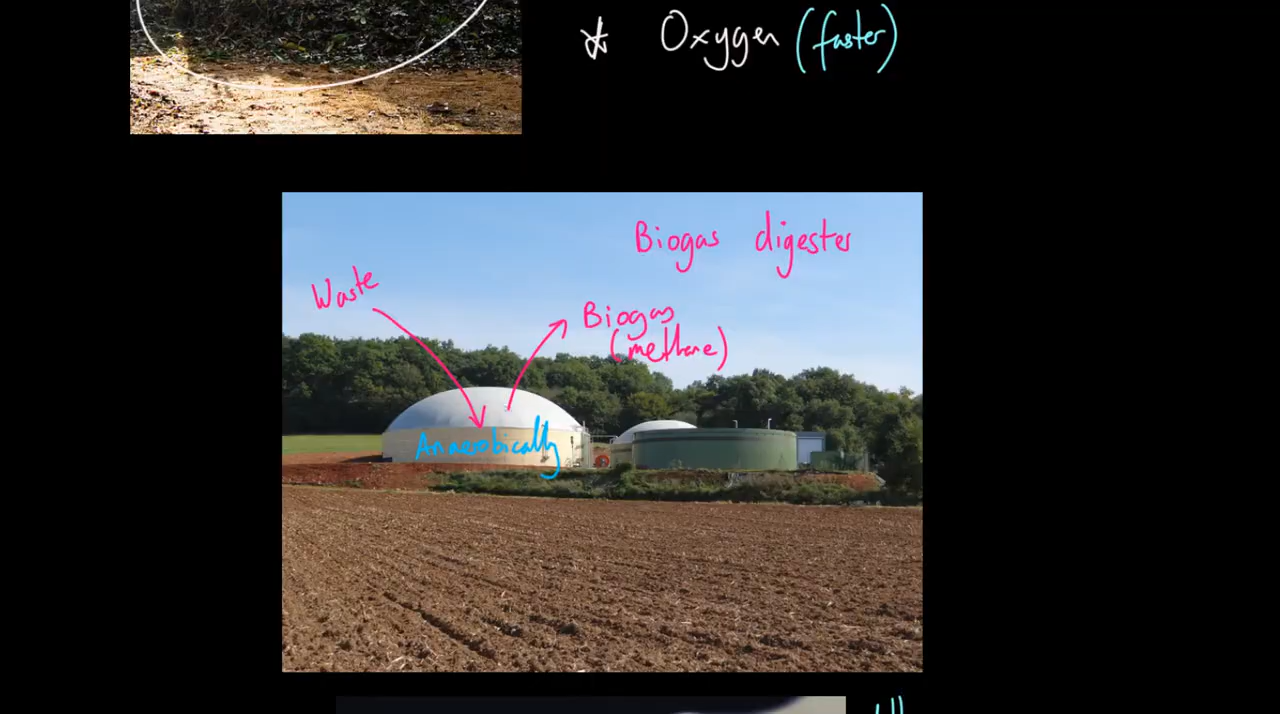 * Oxygen (faster)
Biogas digester
Waste
Biogas
(methane)
Anaerobically